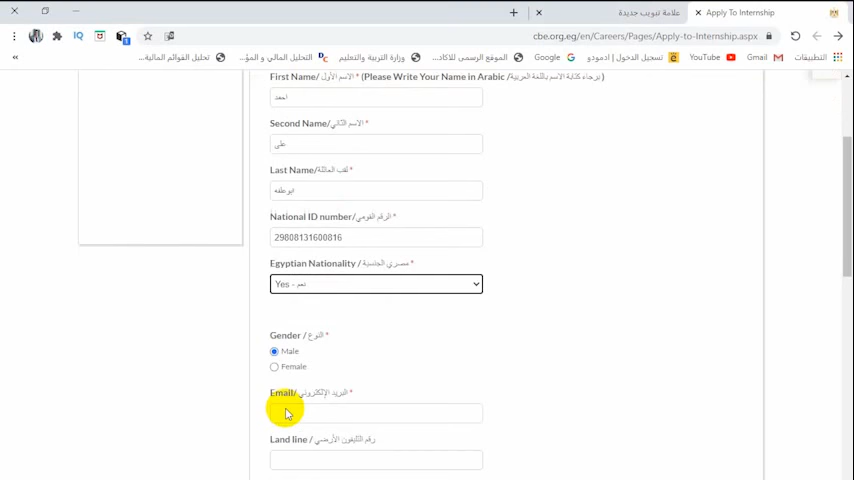 علامة تبويب جديدة
Apply To Internship
IQ
cbe.org.eg/en/Careers/Pages/Apply-to-Internship.aspx
تحليل القوائم المالية...
التحليل المالي و المؤ...
وزارة التربية والتعليم
الموقع الرسمى للاكاد...
Google
تسجيل الدخول | ادمودو
YouTube
Gmail
التطبيقات
First Name/ الاسم الأول * (Please Write Your Name in Arabic /برجاء كتابة الاسم باللغة العربية )
احمد
Second Name/الاسم الثاني *
على
Last Name/لقب العائلة *
ابوعطفه
National ID number/الرقم القومي *
29808131600816
Egyptian Nationality / مصري الجنسية *
Yes - نعم
Gender / النوع *
Male
Female
Email/ البريد الإلكتروني *
Land line / رقم التليفون الأرضي